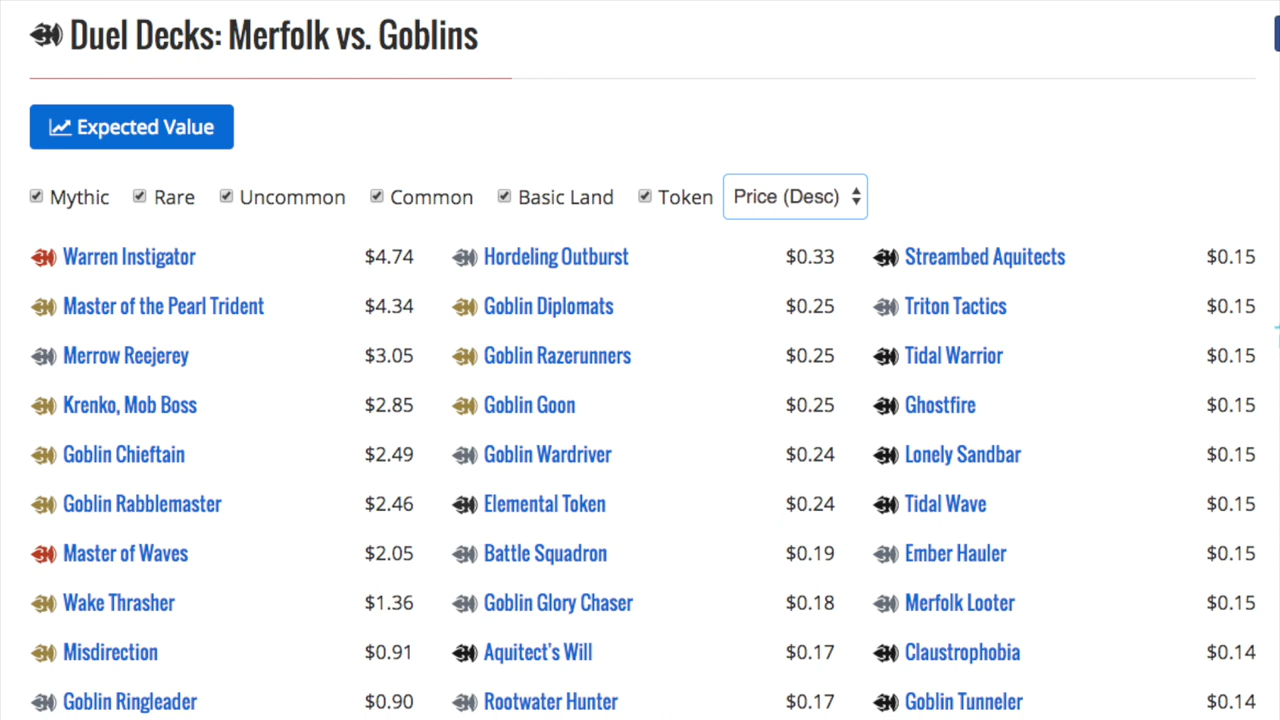 Duel Decks: Merfolk vs. Goblins
Expected Value
Mythic Rare Uncommon Common Basic Land Token Price (Desc)
Warren Instigator $4.74 Hordeling Outburst $0.33 Streambed Aquitects $0.15
Master of the Pearl Trident $4.34 Goblin Diplomats $0.25 Triton Tactics $0.15
Merrow Reejerey $3.05 Goblin Razerunners $0.25 Tidal Warrior $0.15
Krenko, Mob Boss $2.85 Goblin Goon $0.25 Ghostfire $0.15
Goblin Chieftain $2.49 Goblin Wardriver $0.24 Lonely Sandbar $0.15
Goblin Rabblemaster $2.46 Elemental Token $0.24 Tidal Wave $0.15
Master of Waves $2.05 Battle Squadron $0.19 Ember Hauler $0.15
Wake Thrasher $1.36 Goblin Glory Chaser $0.18 Merfolk Looter $0.15
Misdirection $0.91 Aquitect's Will $0.17 Claustrophobia $0.14
Goblin Ringleader $0.90 Rootwater Hunter $0.17 Goblin Tunneler $0.14